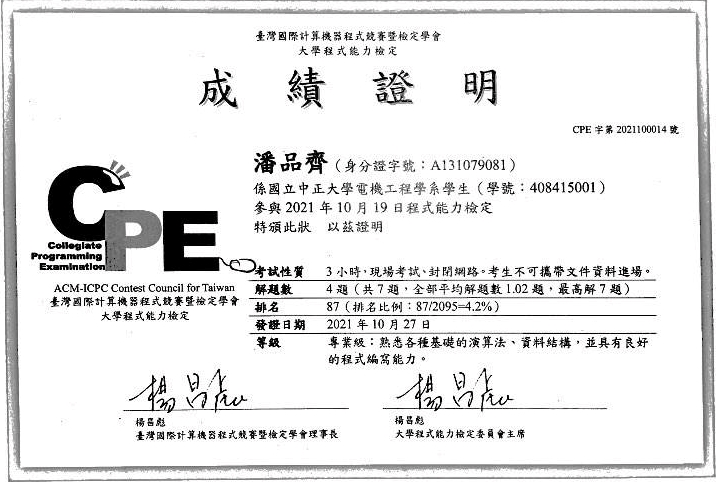 臺灣國際計算機器程式競賽暨檢定學會
大學程式能力檢定
成績證明
CPE 字第 2021100014 號
潘品齊(身分證字號:A131079081)
係國立中正大學電機工程學系學生(學號:408415001)
參與 2021 年 10 月 19 日程式能力檢定
特頒此狀 以茲證明
CPE
Collegiate
Programming
Examination
ACM-ICPC Contest Council for Taiwan
臺灣國際計算機器程式競賽暨檢定學會
大學程式能力檢定
考試性質 3 小時,現場考試、封閉網路。考生不可攜帶文件資料進場。
解題數 4 題(共 7 題,全部平均解題數 1.02 題,最高解 7 題)
排名 87(排名比例:87/2095=4.2%)
發證日期 2021 年 10 月 27 日
等級 專業級:熟悉各種基礎的演算法、資料結構,並具有良好
的程式編寫能力。
楊昌彪 楊昌彪
楊昌彪 楊昌彪
臺灣國際計算機器程式競賽暨檢定學會理事長 大學程式能力檢定委員會主席